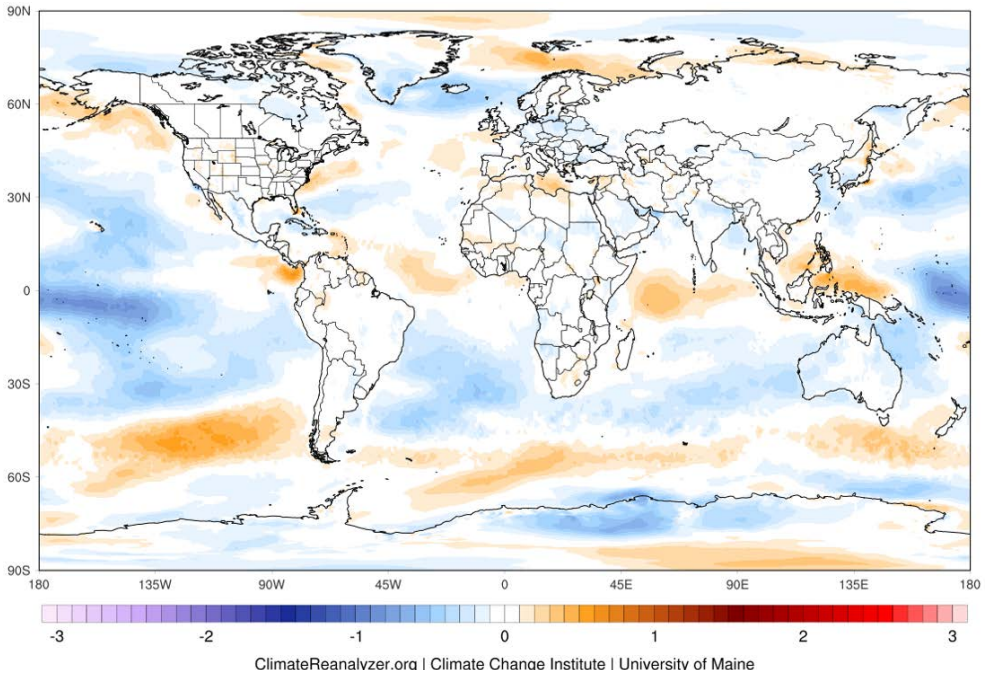 90N
60N
30N
0
30S
60S
90S
180 135W 90W 45W 0 45E 90E 135E 180
-3 -2 -1 0 1 2 3
ClimateReanalyzer.org | Climate Change Institute | University of Maine